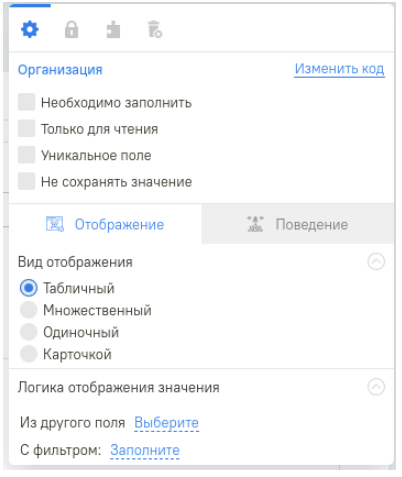 Организация Изменить код
Необходимо заполнить
Только для чтения
Уникальное поле
Не сохранять значение
Отображение Поведение
Вид отображения
Табличный
Множественный
Одиночный
Карточкой
Логика отображения значения
Из другого поля Выберите
С фильтром: Заполните